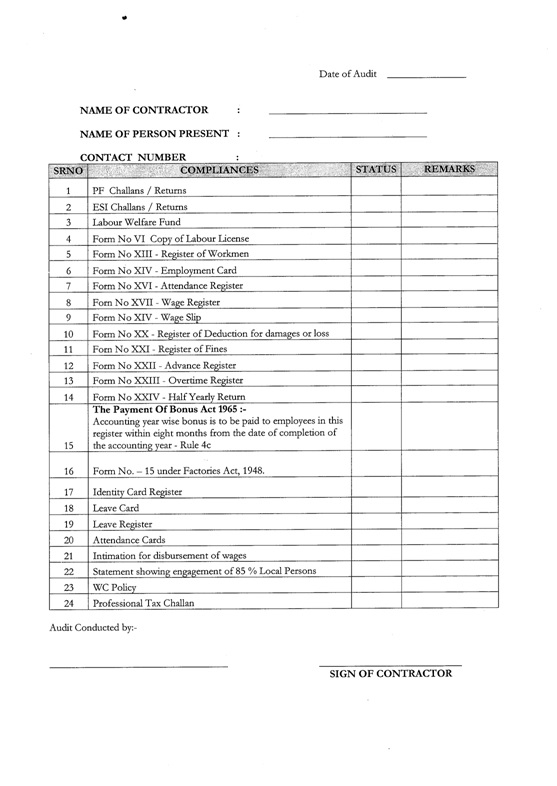 Date of Audit
NAME OF CONTRACTOR :
NAME OF PERSON PRESENT :
CONTACT NUMBER :
SRNO COMPLIANCES STATUS REMARKS
1 PF Challans / Returns
2 ESI Challans / Returns
3 Labour Welfare Fund
4 Form No VI Copy of Labour License
5 Form No XIII - Register of Workmen
6 Form No XIV - Employment Card
7 Form No XVI - Attendance Register
8 Form No XVII - Wage Register
9 Form No XIV - Wage Slip
10 Form No XX - Register of Deduction for damages or loss
11 Form No XXI - Register of Fines
12 Form No XXII - Advance Register
13 Form No XXIII - Overtime Register
14 Form No XXIV - Half Yearly Return
The Payment Of Bonus Act 1965 :-
Accounting year wise bonus is to be paid to employees in this
register within eight months from the date of completion of
15 the accounting year - Rule 4c
16 Form No. – 15 under Factories Act, 1948.
17 Identity Card Register
18 Leave Card
19 Leave Register
20 Attendance Cards
21 Intimation for disbursement of wages
22 Statement showing engagement of 85 % Local Persons
23 WC Policy
24 Professional Tax Challan
Audit Conducted by:-
SIGN OF CONTRACTOR